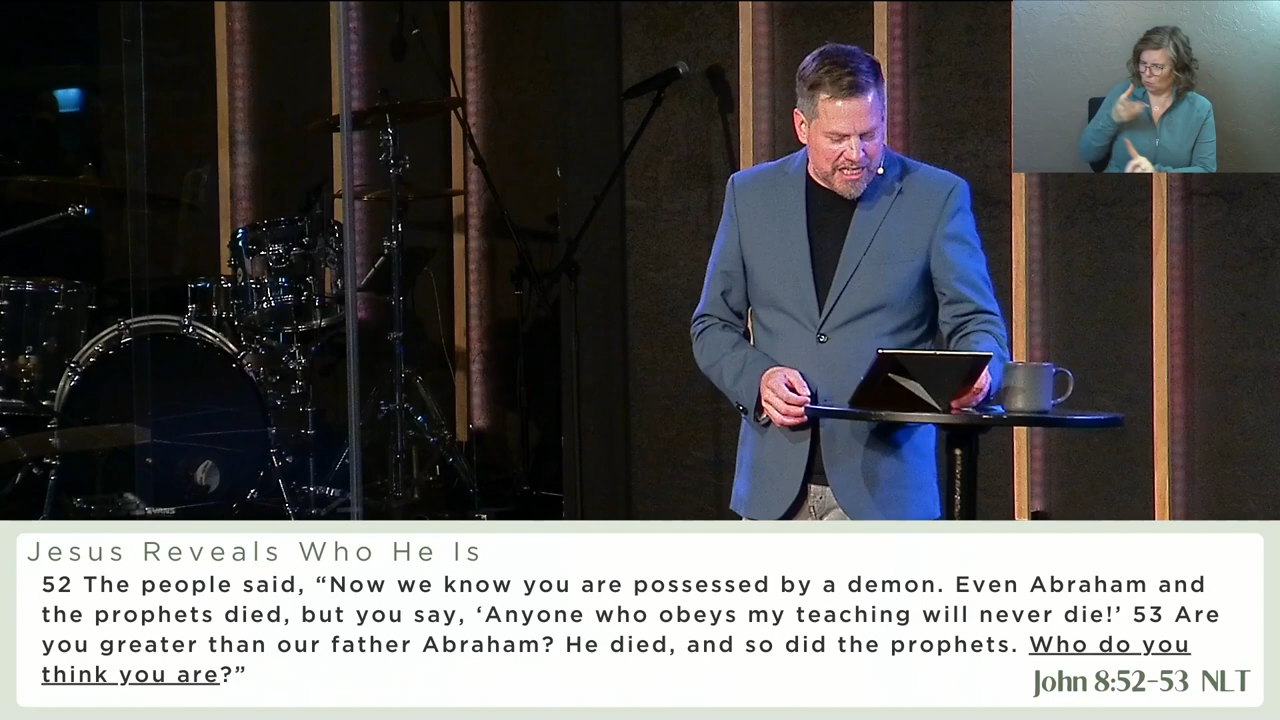 EVANS
Jesus Reveals Who He Is
52 The people said, “Now we know you are possessed by a demon. Even Abraham and
the prophets died, but you say, ‘Anyone who obeys my teaching will never die!’ 53 Are
you greater than our father Abraham? He died, and so did the prophets. Who do you
think you are?”
John 8:52-53 NLT